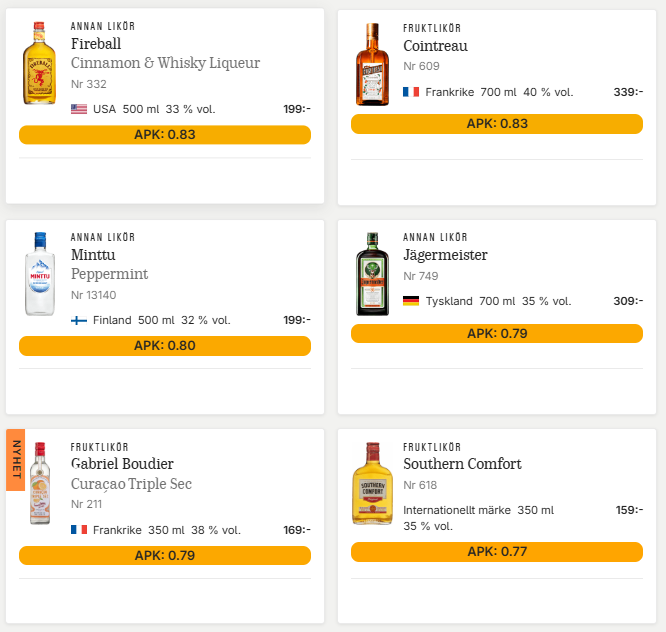 ANNAN LIKÖR
Fireball
Cinnamon & Whisky Liqueur
Nr 332
USA 500 ml 33 % vol. 199:-
APK: 0.83
FRUKTLIKÖR
Cointreau
Nr 609
Frankrike 700 ml 40 % vol. 339:-
APK: 0.83
ANNAN LIKÖR
Minttu
Peppermint
Nr 13140
Finland 500 ml 32 % vol. 199:-
APK: 0.80
MINTTU
ANNAN LIKÖR
Jägermeister
Nr 749
Tyskland 700 ml 35 % vol. 309:-
APK: 0.79
NYHET
FRUKTLIKÖR
Gabriel Boudier
Curaçao Triple Sec
Nr 211
Frankrike 350 ml 38 % vol. 169:-
APK: 0.79
FRUKTLIKÖR
Southern Comfort
Nr 618
Internationellt märke 350 ml 159:-
35 % vol.
APK: 0.77
SOUTHERN
COMFORT